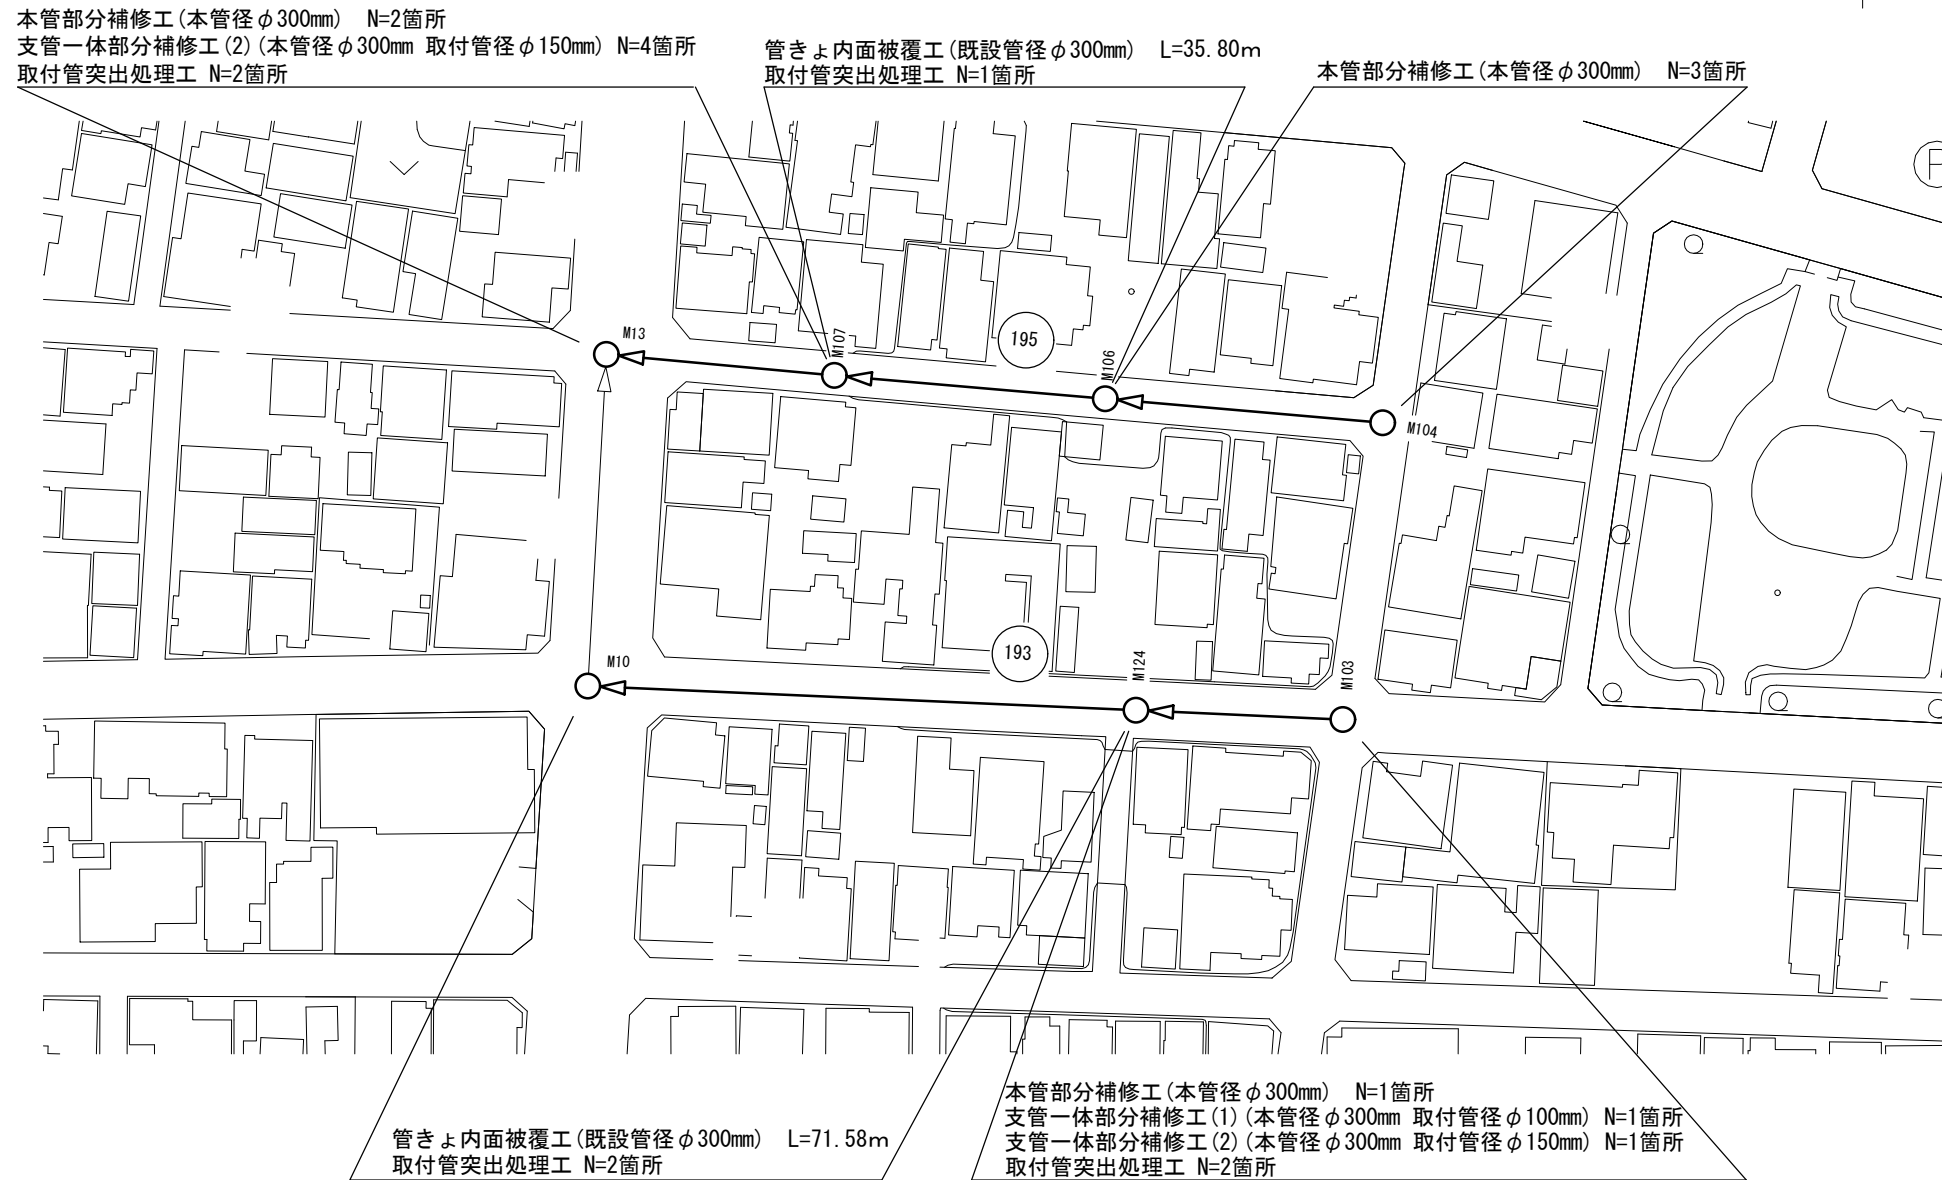 本管部分補修工(本管径φ300mm) N=2箇所
支管一体部分補修工(2)(本管径φ300mm 取付管径φ150mm) N=4箇所
取付管突出処理工 N=2箇所
管きょ内面被覆工(既設管径φ300mm) L=35.80m
取付管突出処理工 N=1箇所
本管部分補修工(本管径φ300mm) N=3箇所
M13
M107
195
M106
M104
M10
193
M124
M103
管きょ内面被覆工(既設管径φ300mm) L=71.58m
取付管突出処理工 N=2箇所
本管部分補修工(本管径φ300mm) N=1箇所
支管一体部分補修工(1)(本管径φ300mm 取付管径φ100mm) N=1箇所
支管一体部分補修工(2)(本管径φ300mm 取付管径φ150mm) N=1箇所
取付管突出処理工 N=2箇所